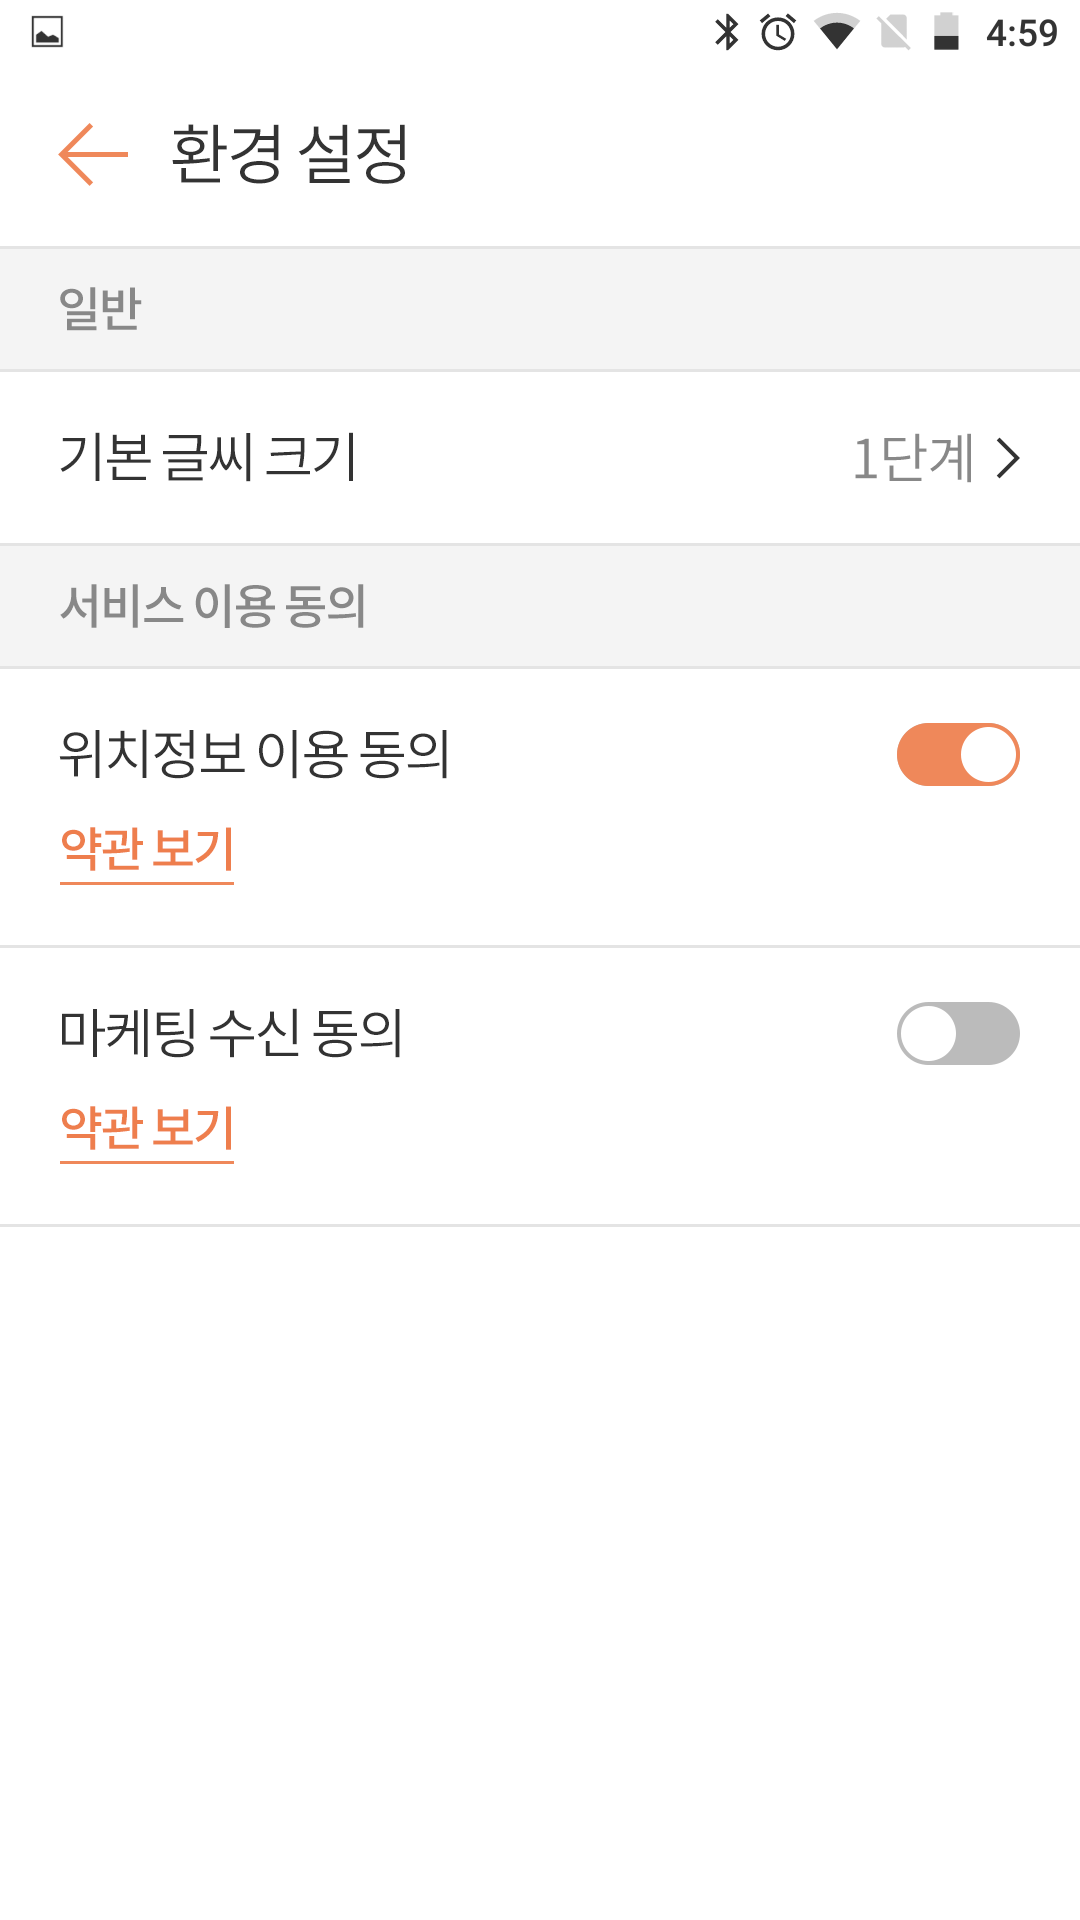 4:59
환경 설정
일반
기본 글씨 크기 1단계
서비스 이용 동의
위치정보 이용 동의
약관 보기
마케팅 수신 동의
약관 보기